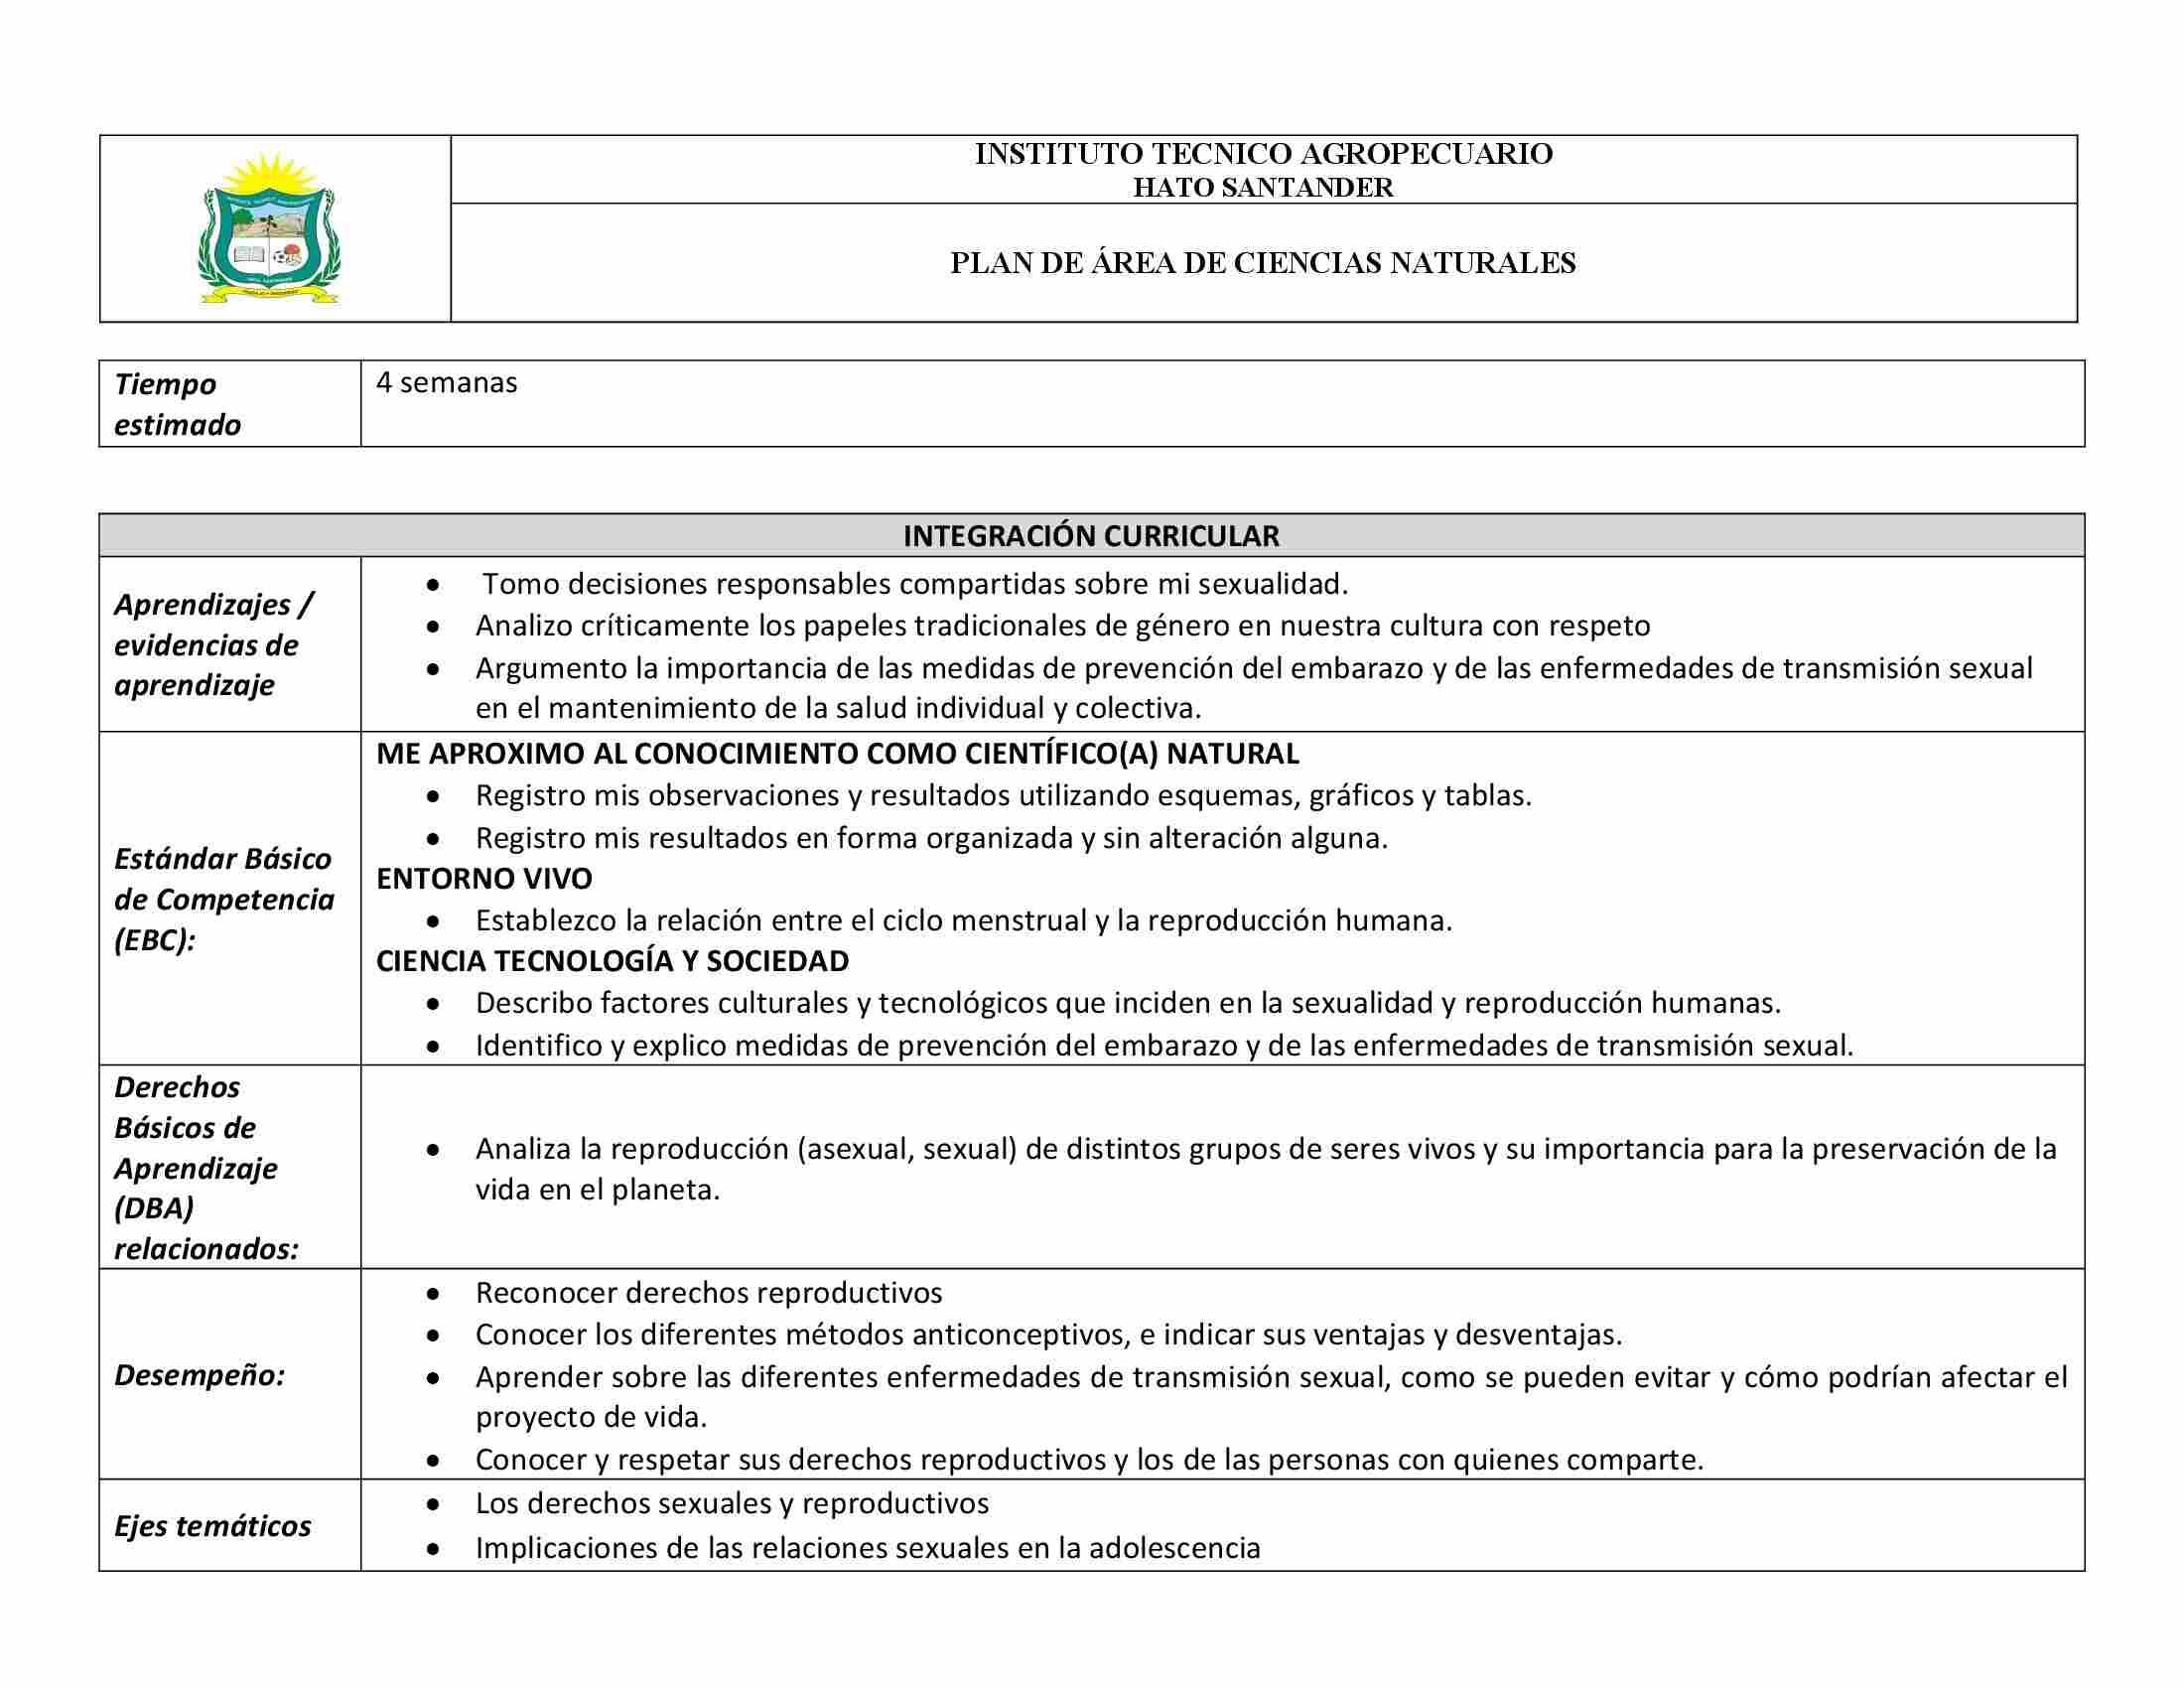 INSTITUTO TECNICO AGROPECUARIO
HATO SANTANDER
PLAN DE ÁREA DE CIENCIAS NATURALES
Tiempo
estimado
4 semanas
INTEGRACIÓN CURRICULAR
Aprendizajes /
evidencias de
aprendizaje
• Tomo decisiones responsables compartidas sobre mi sexualidad.
• Analizo críticamente los papeles tradicionales de género en nuestra cultura con respeto
• Argumento la importancia de las medidas de prevención del embarazo y de las enfermedades de transmisión sexual
en el mantenimiento de la salud individual y colectiva.
Estándar Básico
de Competencia
(EBC):
ME APROXIMO AL CONOCIMIENTO COMO CIENTÍFICO(A) NATURAL
• Registro mis observaciones y resultados utilizando esquemas, gráficos y tablas.
• Registro mis resultados en forma organizada y sin alteración alguna.
ENTORNO VIVO
• Establezco la relación entre el ciclo menstrual y la reproducción humana.
CIENCIA TECNOLOGÍA Y SOCIEDAD
• Describo factores culturales y tecnológicos que inciden en la sexualidad y reproducción humanas.
• Identifico y explico medidas de prevención del embarazo y de las enfermedades de transmisión sexual.
Derechos
Básicos de
Aprendizaje
(DBA)
relacionados:
• Analiza la reproducción (asexual, sexual) de distintos grupos de seres vivos y su importancia para la preservación de la
vida en el planeta.
Desempeño:
• Reconocer derechos reproductivos
• Conocer los diferentes métodos anticonceptivos, e indicar sus ventajas y desventajas.
• Aprender sobre las diferentes enfermedades de transmisión sexual, como se pueden evitar y cómo podrían afectar el
proyecto de vida.
• Conocer y respetar sus derechos reproductivos y los de las personas con quienes comparte.
Ejes temáticos
• Los derechos sexuales y reproductivos
• Implicaciones de las relaciones sexuales en la adolescencia